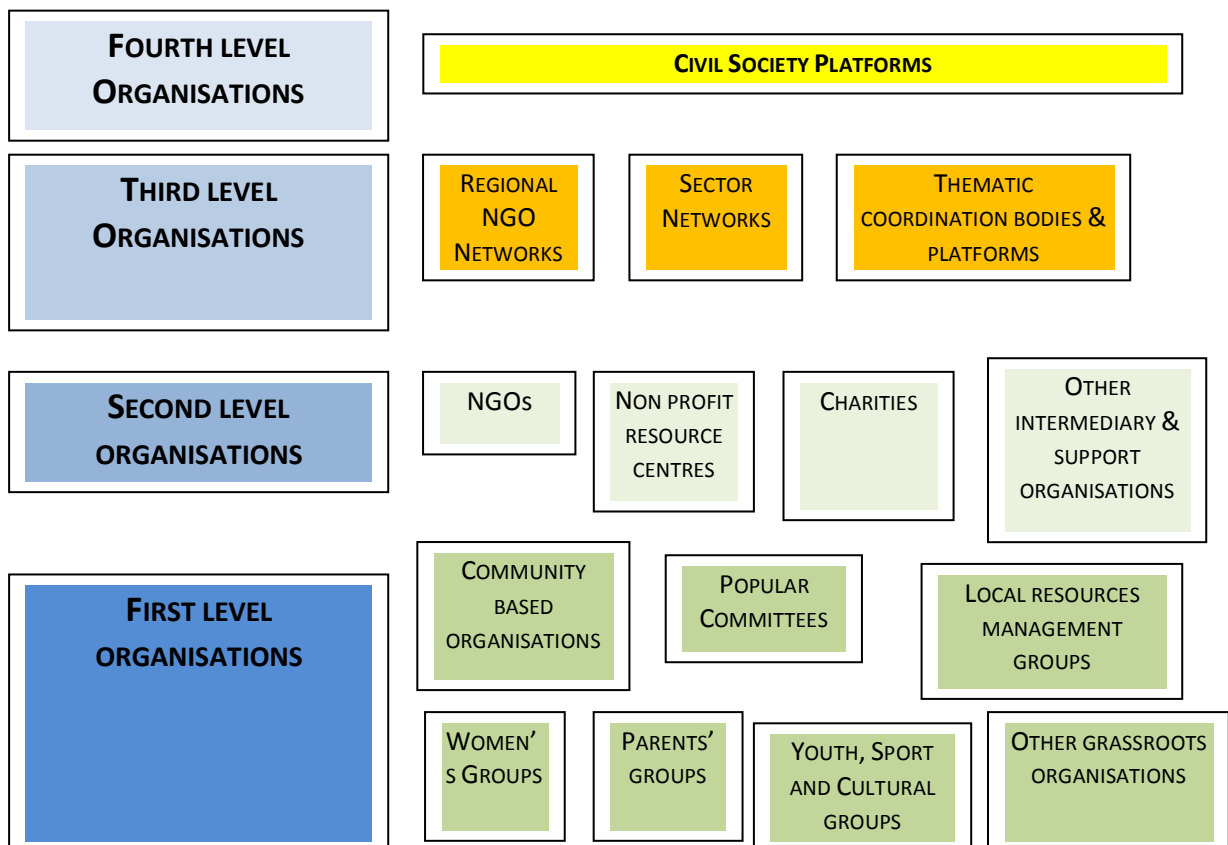 FOURTH LEVEL
ORGANISATIONS
CIVIL SOCIETY PLATFORMS
THIRD LEVEL
ORGANISATIONS
REGIONAL
NGO
NETWORKS
SECTOR
NETWORKS
THEMATIC
COORDINATION BODIES &
PLATFORMS
SECOND LEVEL
ORGANISATIONS
NGOS
NON PROFIT
RESOURCE
CENTRES
CHARITIES
OTHER
INTERMEDIARY &
SUPPORT
ORGANISATIONS
FIRST LEVEL
ORGANISATIONS
COMMUNITY
BASED
ORGANISATIONS
POPULAR
COMMITTEES
LOCAL RESOURCES
MANAGEMENT
GROUPS
WOMEN'
S GROUPS
PARENTS'
GROUPS
YOUTH, SPORT
AND CULTURAL
GROUPS
OTHER GRASSROOTS
ORGANISATIONS